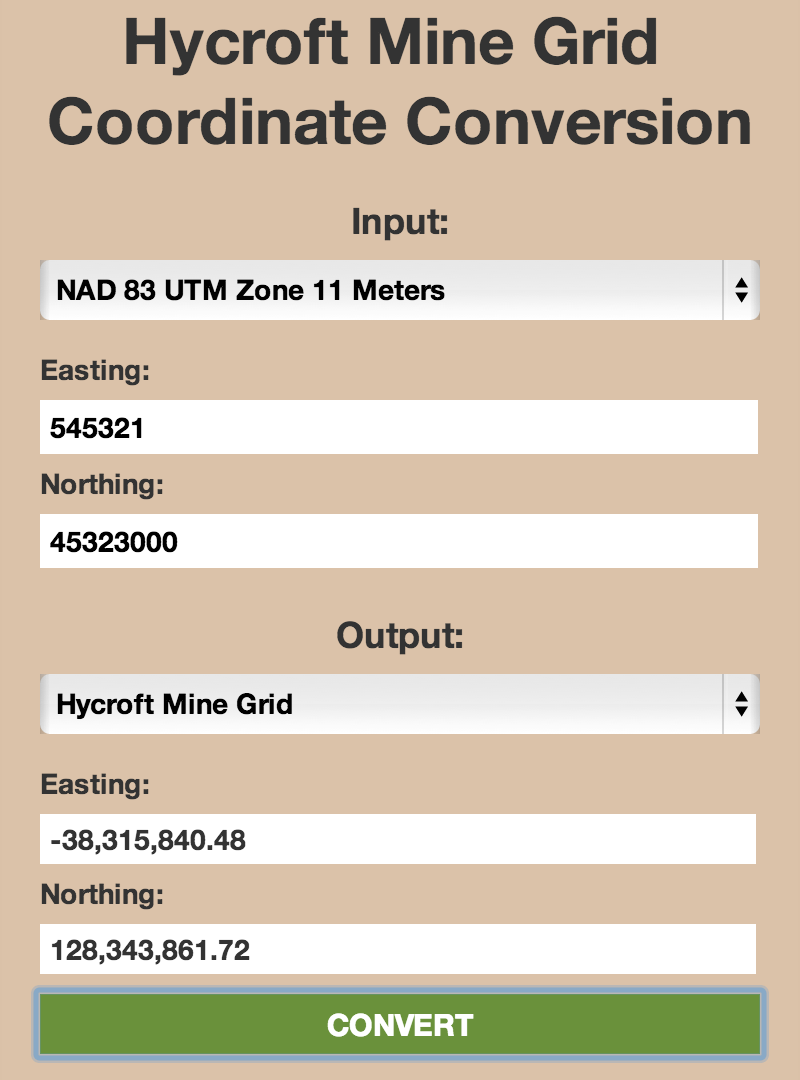 Hycroft Mine Grid
Coordinate Conversion
Input:
NAD 83 UTM Zone 11 Meters
Easting:
545321
Northing:
45323000
Output:
Hycroft Mine Grid
Easting:
-38,315,840.48
Northing:
128,343,861.72
CONVERT